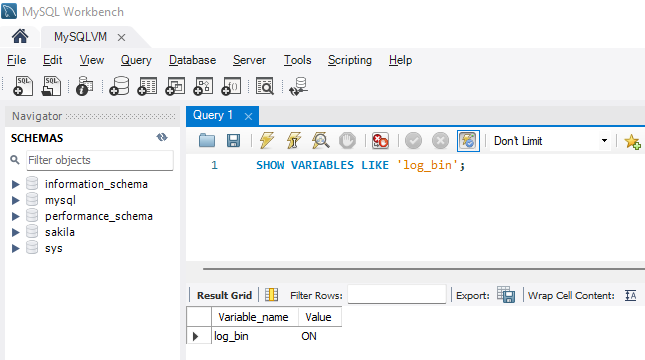 MySQL Workbench
MySQLVM ×
File Edit View Query Database Server Tools Scripting Help
Navigator
SCHEMAS
Filter objects
information_schema
mysql
performance_schema
sakila
sys
Query 1 ×
Don't Limit
1 SHOW VARIABLES LIKE 'log_bin';
Result Grid Filter Rows: Export: Wrap Cell Content:
Variable_name Value
log_bin ON